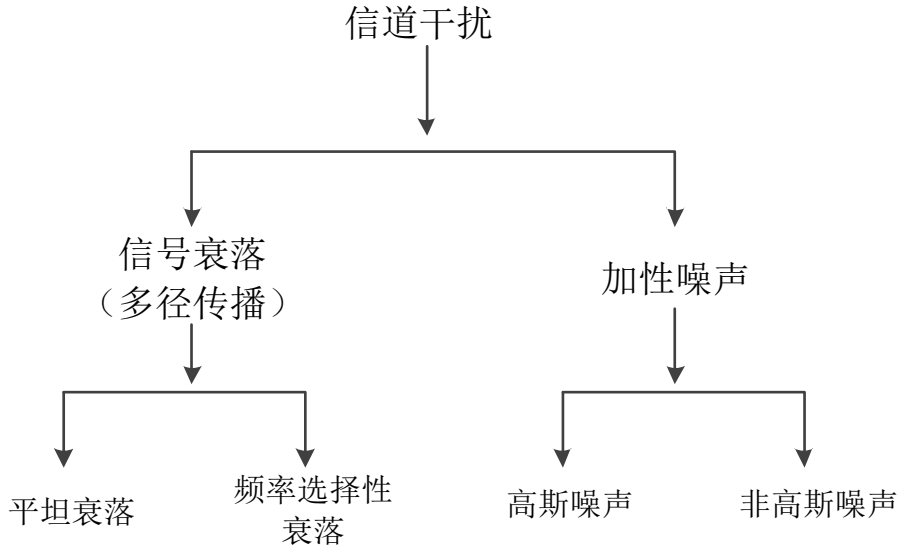 信道干扰
信号衰落
（多径传播）
加性噪声
平坦衰落
频率选择性
衰落
高斯噪声
非高斯噪声